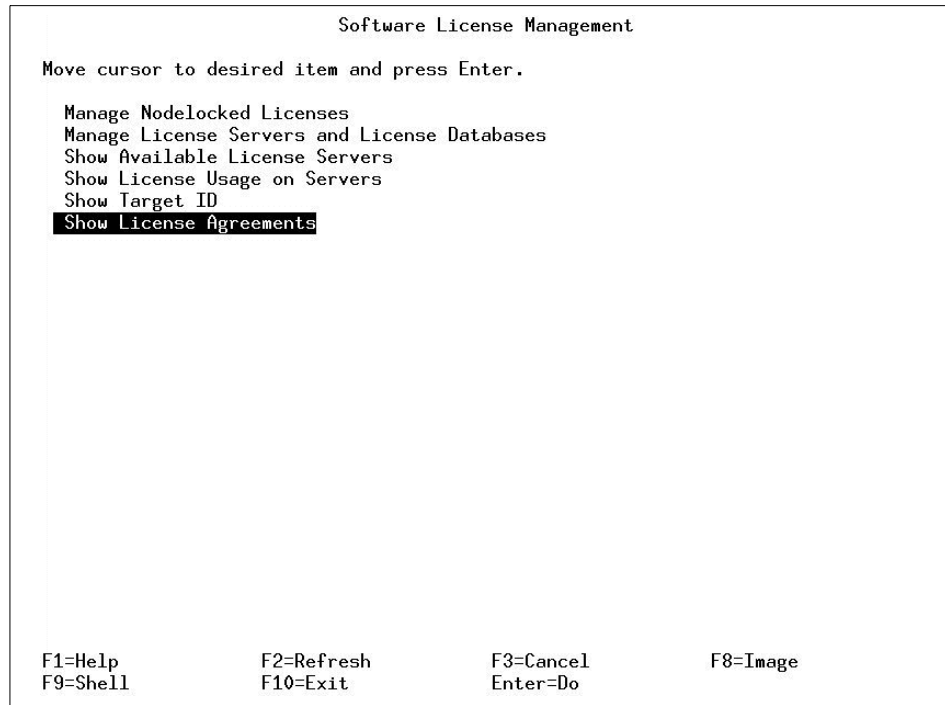 Software License Management
Move cursor to desired item and press Enter.
Manage Nodelocked Licenses
Manage License Servers and License Databases
Show Available License Servers
Show License Usage on Servers
Show Target ID
Show License Agreements
F1=Help F2=Refresh F3=Cancel F8=Image
F9=Shell F10=Exit Enter=Do